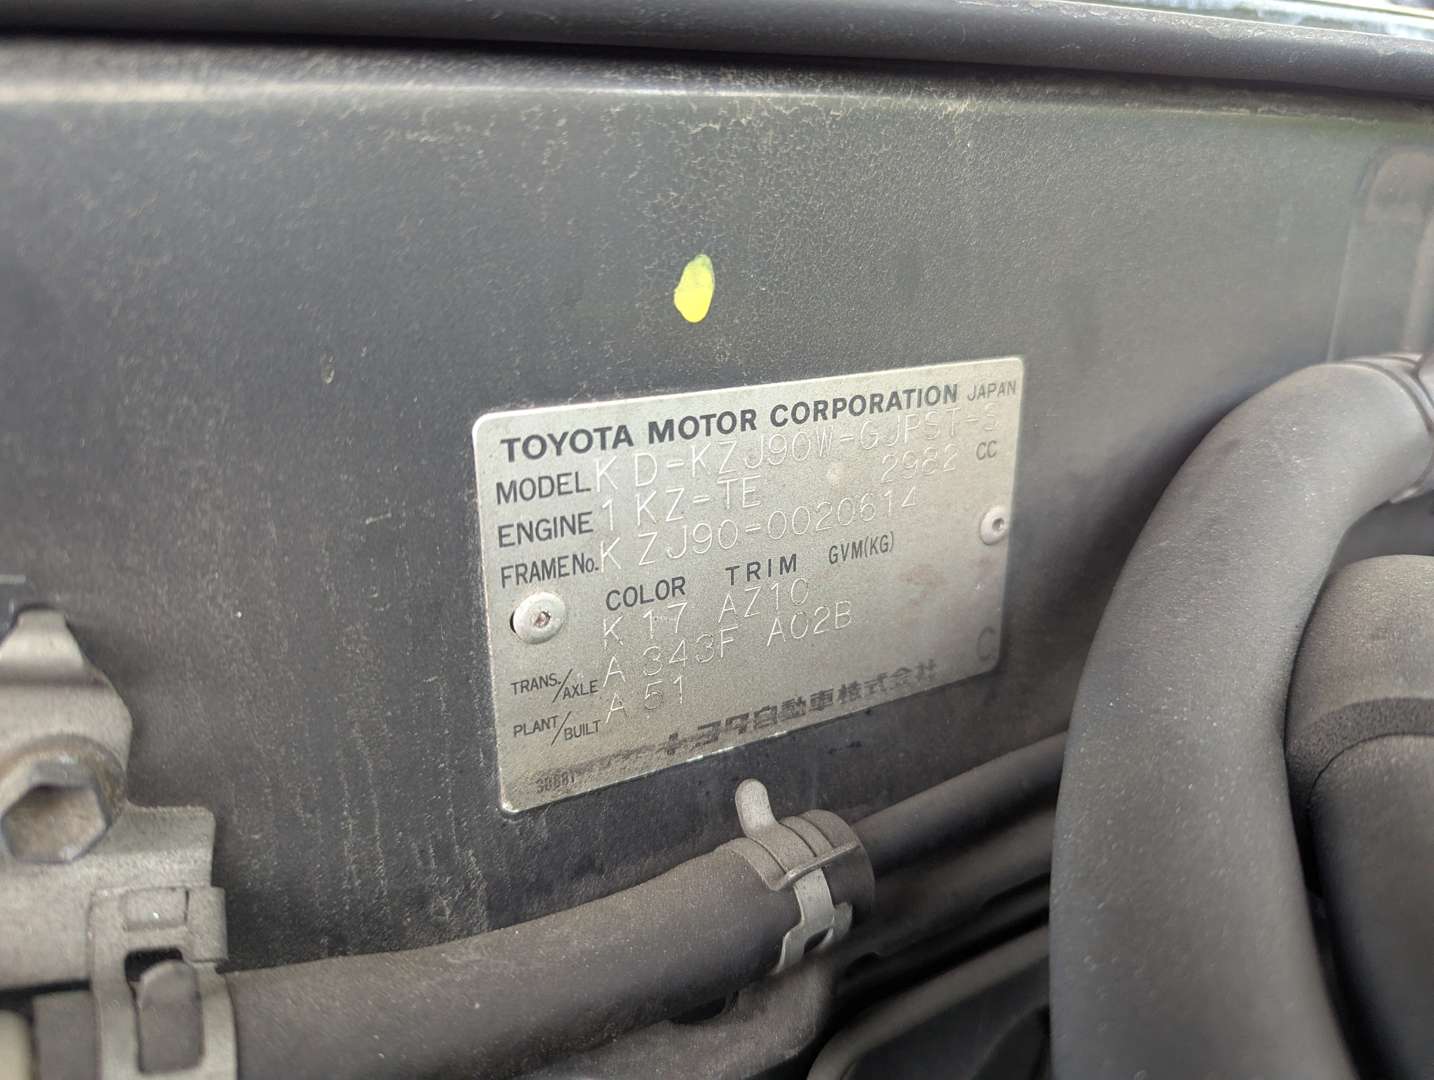 TOYOTA MOTOR CORPORATION JAPAN
MODEL KD-KZJ90W-GJPST-S
ENGINE 1KZ-TE 2982 CC
FRAME No. KZJ90-0020614
COLOR TRIM GVM(KG)
K17 AZ10
TRANS./AXLE A343F A02B
PLANT/BUILT A51
C
トヨタ自動車株式会社